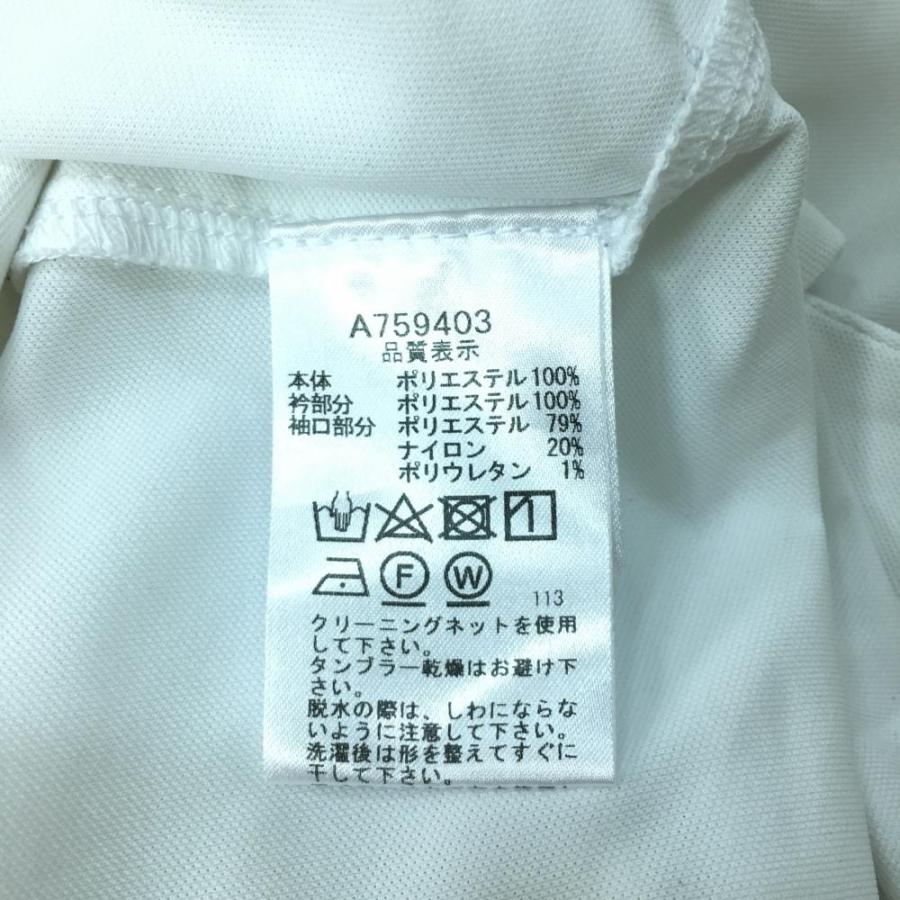 A759403
品質表示
本体 ポリエステル 100%
衿部分 ポリエステル 100%
袖口部分 ポリエステル 79%
ナイロン 20%
ポリウレタン 1%
F W 113
クリーニングネットを使用
して下さい。
タンブラー乾燥はお避け下
さい。
脱水の際は、しわにならな
いように注意して下さい。
洗濯後は形を整えてすぐに
干して下さい。